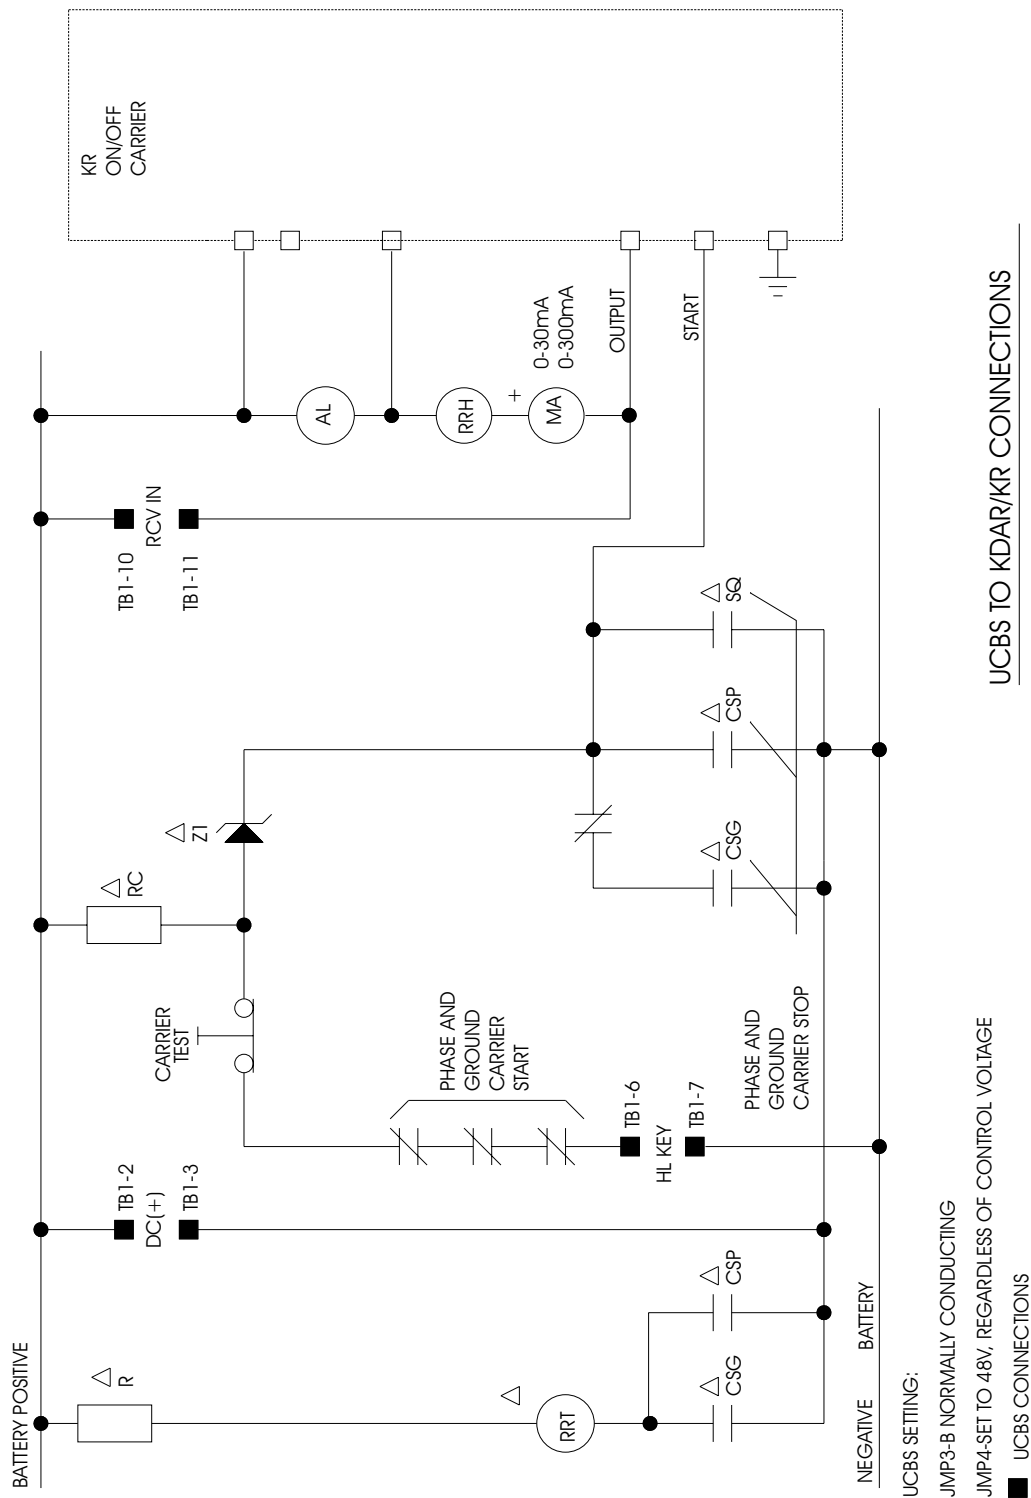 BATTERY POSITIVE
R
RRT
CSG
CSP
TB1-2
DC(+)
TB1-3
CARRIER
TEST
PHASE AND
GROUND
CARRIER
START
TB1-6
HL KEY
TB1-7
RC
Z1
CSG
CSP
SQ
PHASE AND
GROUND
CARRIER STOP
TB1-10
RCV IN
TB1-11
AL
RRH
+
MA
0-30mA
0-300mA
OUTPUT
START
KR
ON/OFF
CARRIER
NEGATIVE BATTERY
UCBS SETTING:
JMP3-B NORMALLY CONDUCTING
JMP4-SET TO 48V, REGARDLESS OF CONTROL VOLTAGE
UCBS CONNECTIONS
UCBS TO KDAR/KR CONNECTIONS